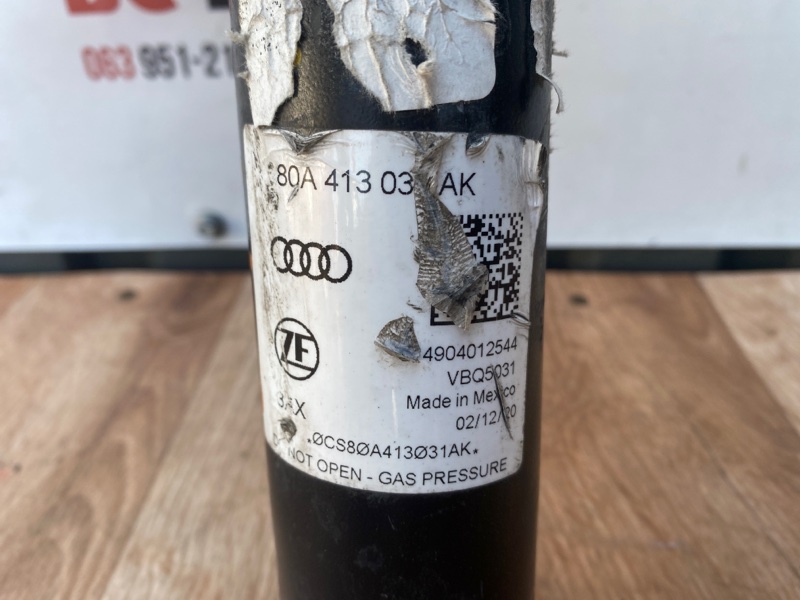 063 951-21
80A 413 03 AK
ZF
4904012544
VBQ5031
Made in Mexico
02/12/20
*ØCS8ØA413Ø31AK*
DO NOT OPEN - GAS PRESSURE